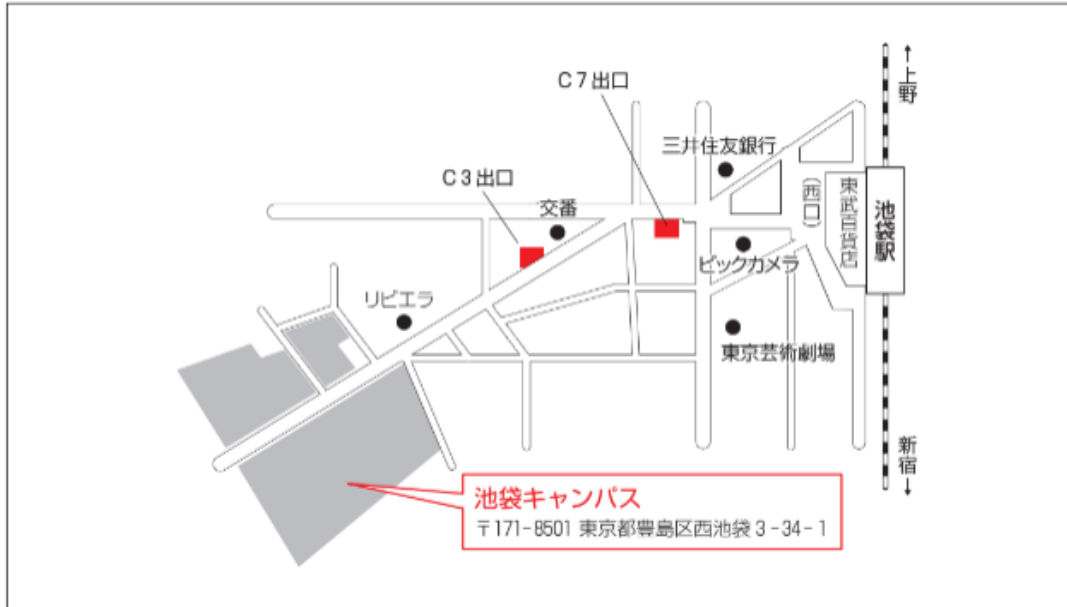 ↑上野
C7出口
三井住友銀行
C3出口
交番
(西口)
東武百貨店
池袋駅
ビックカメラ
リビエラ
東京芸術劇場
新宿↓
池袋キャンパス
〒171-8501 東京都豊島区西池袋3-34-1